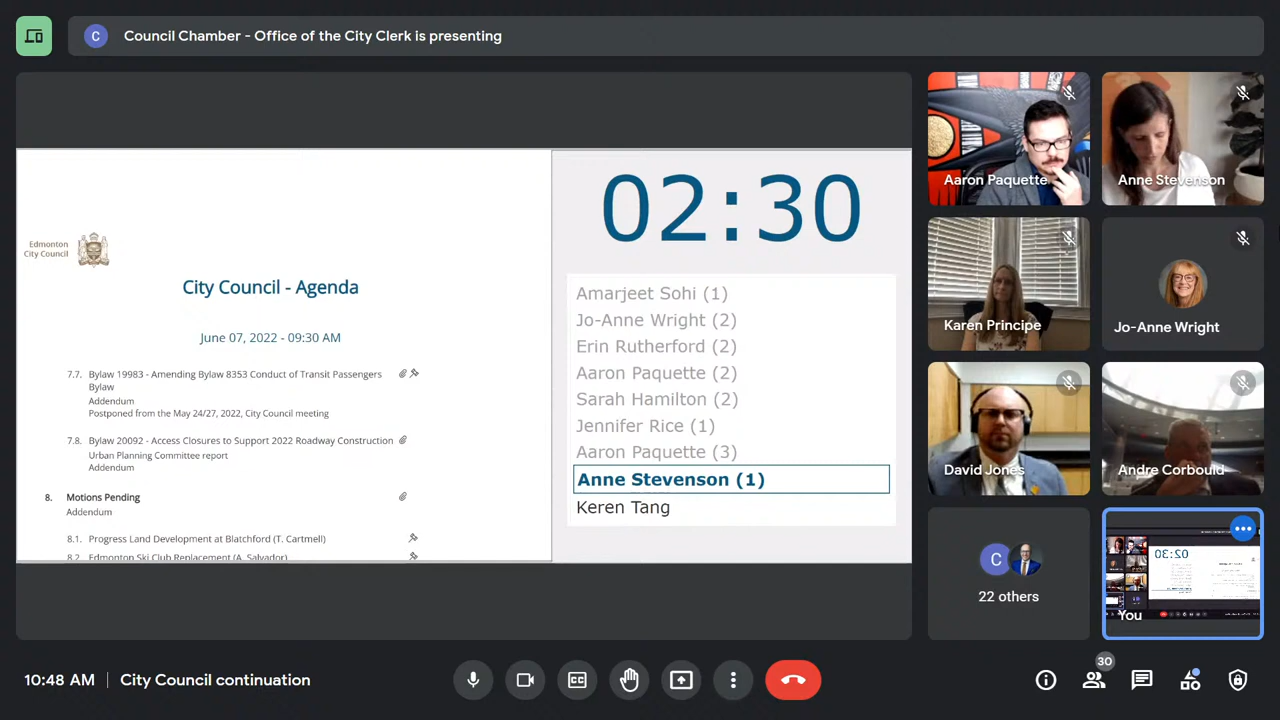 C Council Chamber - Office of the City Clerk is presenting
Edmonton
City Council
City Council - Agenda
June 07, 2022 - 09:30 AM
7.7. Bylaw 19983 - Amending Bylaw 8353 Conduct of Transit Passengers
Bylaw
Addendum
Postponed from the May 24/27, 2022, City Council meeting
7.8. Bylaw 20092 - Access Closures to Support 2022 Roadway Construction
Urban Planning Committee report
Addendum
8. Motions Pending
Addendum
8.1. Progress Land Development at Blatchford (T. Cartmell)
8.2. Edmonton Ski Club Replacement (A. Salvador)
02:30
Amarjeet Sohi (1)
Jo-Anne Wright (2)
Erin Rutherford (2)
Aaron Paquette (2)
Sarah Hamilton (2)
Jennifer Rice (1)
Aaron Paquette (3)
Anne Stevenson (1)
Keren Tang
Aaron Paquette
Anne Stevenson
Karen Principe
Jo-Anne Wright
David Jones
Andre Corbould
C
22 others
02:30
You
10:48 AM | City Council continuation
CC
30